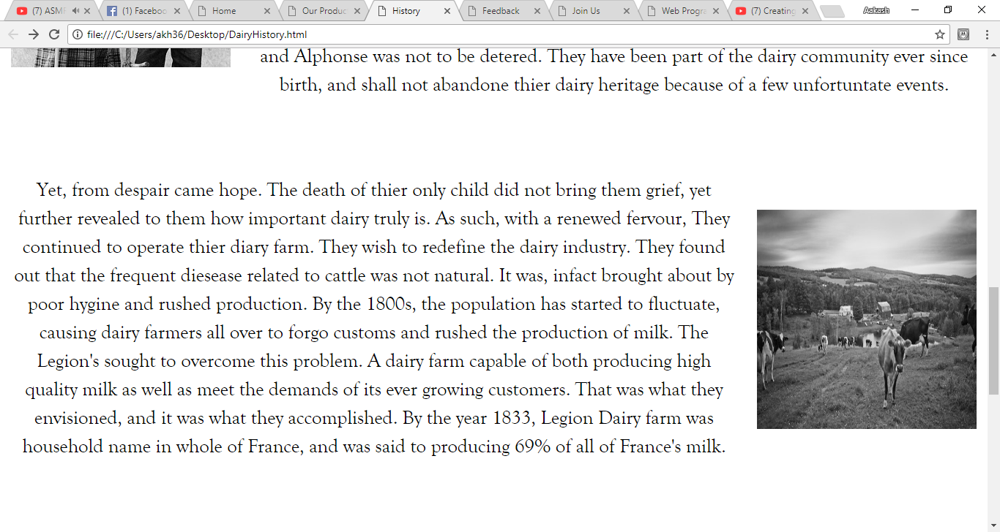 (7) ASMR (1) Faceboo Home Our Produc History Feedback Join Us Web Progra (7) Creating Aakash
file:///C:/Users/akh36/Desktop/DairyHistory.html
and Alphonse was not to be detered. They have been part of the dairy community ever since
birth, and shall not abandone thier dairy heritage because of a few unfortuntate events.
Yet, from despair came hope. The death of thier only child did not bring them grief, yet
further revealed to them how important dairy truly is. As such, with a renewed fervour, They
continued to operate thier diary farm. They wish to redefine the dairy industry. They found
out that the frequent diesease related to cattle was not natural. It was, infact brought about by
poor hygine and rushed production. By the 1800s, the population has started to fluctuate,
causing dairy farmers all over to forgo customs and rushed the production of milk. The
Legion's sought to overcome this problem. A dairy farm capable of both producing high
quality milk as well as meet the demands of its ever growing customers. That was what they
envisioned, and it was what they accomplished. By the year 1833, Legion Dairy farm was
household name in whole of France, and was said to producing 69% of all of France's milk.